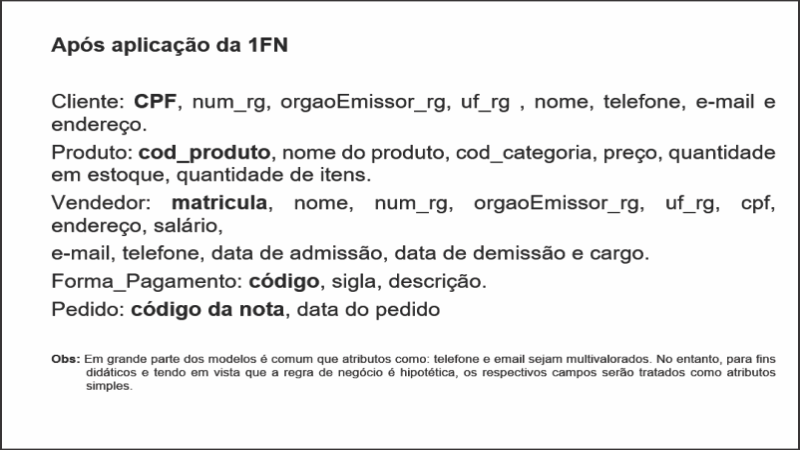 Após aplicação da 1FN
Cliente: CPF, num_rg, orgaoEmissor_rg, uf_rg , nome, telefone, e-mail e
endereço.
Produto: cod_produto, nome do produto, cod_categoria, preço, quantidade
em estoque, quantidade de itens.
Vendedor: matricula, nome, num_rg, orgaoEmissor_rg, uf_rg, cpf,
endereço, salário,
e-mail, telefone, data de admissão, data de demissão e cargo.
Forma_Pagamento: código, sigla, descrição.
Pedido: código da nota, data do pedido
Obs: Em grande parte dos modelos é comum que atributos como: telefone e email sejam multivalorados. No entanto, para fins
didáticos e tendo em vista que a regra de negócio é hipotética, os respectivos campos serão tratados como atributos
simples.